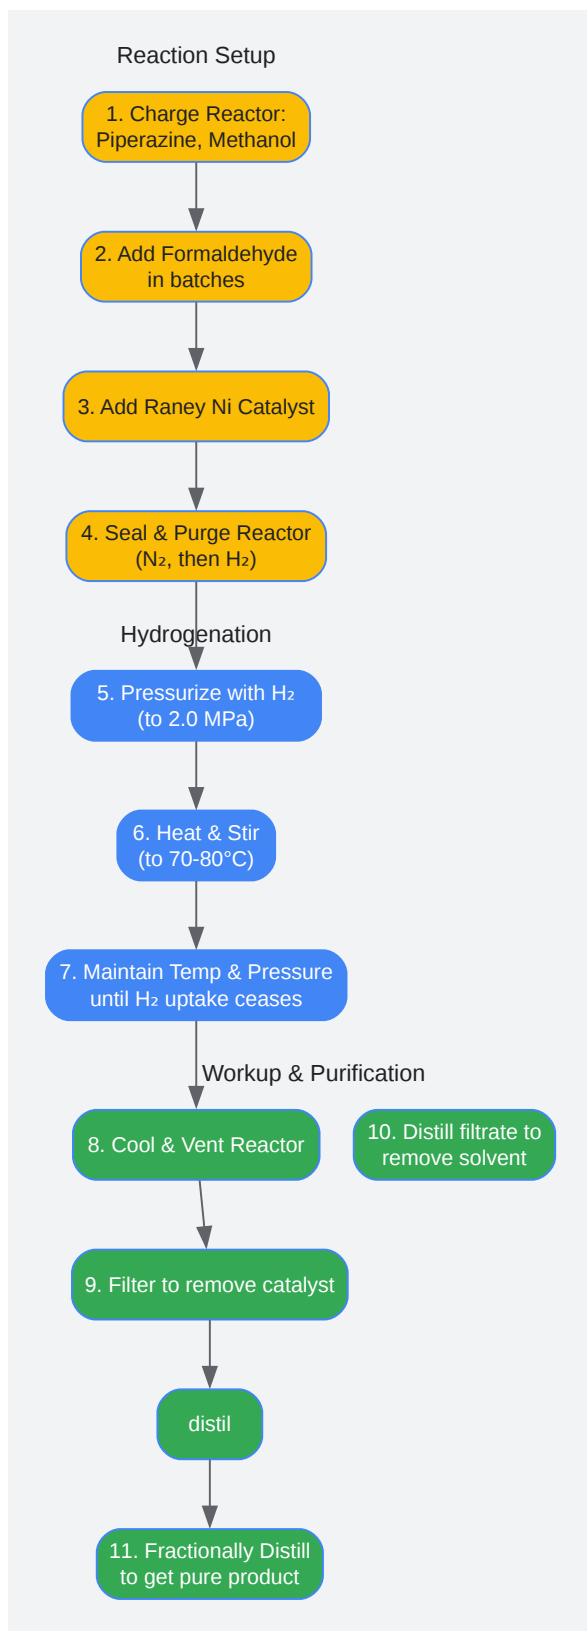 Reaction Setup
1. Charge Reactor:
Piperazine, Methanol
2. Add Formaldehyde
in batches
3. Add Raney Ni Catalyst
4. Seal & Purge Reactor
(N₂, then H₂)
Hydrogenation
5. Pressurize with H₂
(to 2.0 MPa)
6. Heat & Stir
(to 70-80°C)
7. Maintain Temp & Pressure
until H₂ uptake ceases
Workup & Purification
8. Cool & Vent Reactor
10. Distill filtrate to
remove solvent
9. Filter to remove catalyst
distil
11. Fractionally Distill
to get pure product